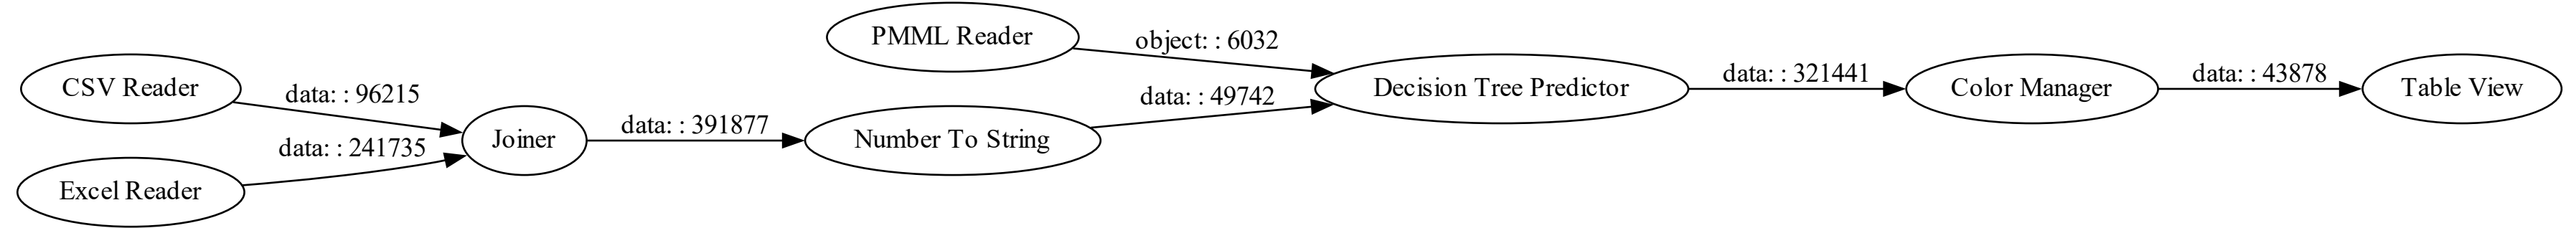 CSV Reader
data: : 96215
Excel Reader
data: : 241735
Joiner
data: : 391877
PMML Reader
object: : 6032
Number To String
data: : 49742
Decision Tree Predictor
data: : 321441
Color Manager
data: : 43878
Table View